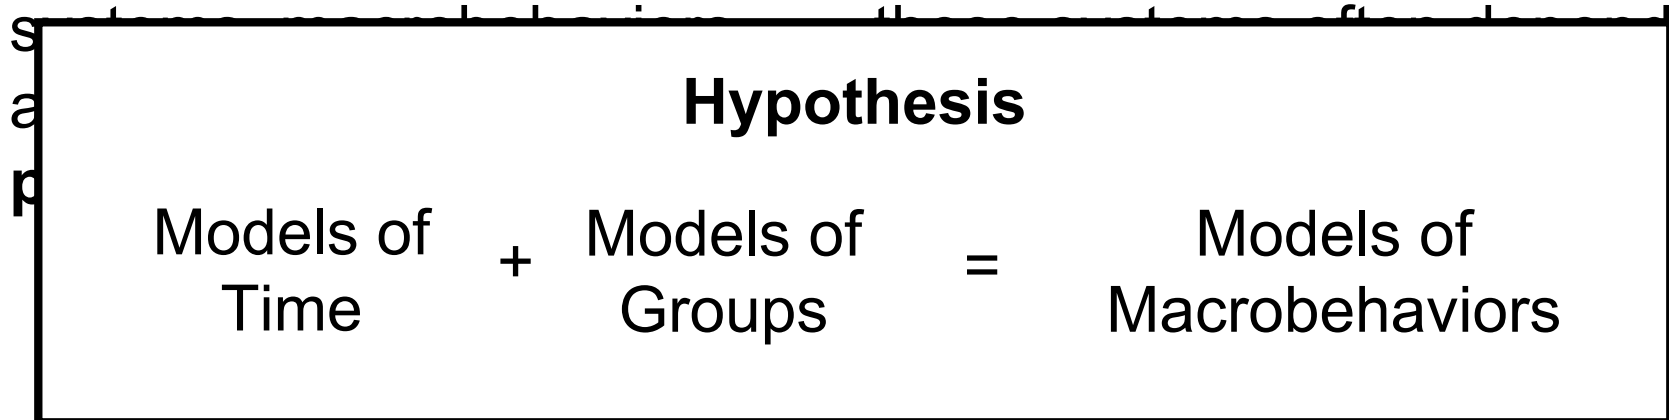 Hypothesis
Models of
Time
+
Models of
Groups
=
Models of
Macrobehaviors